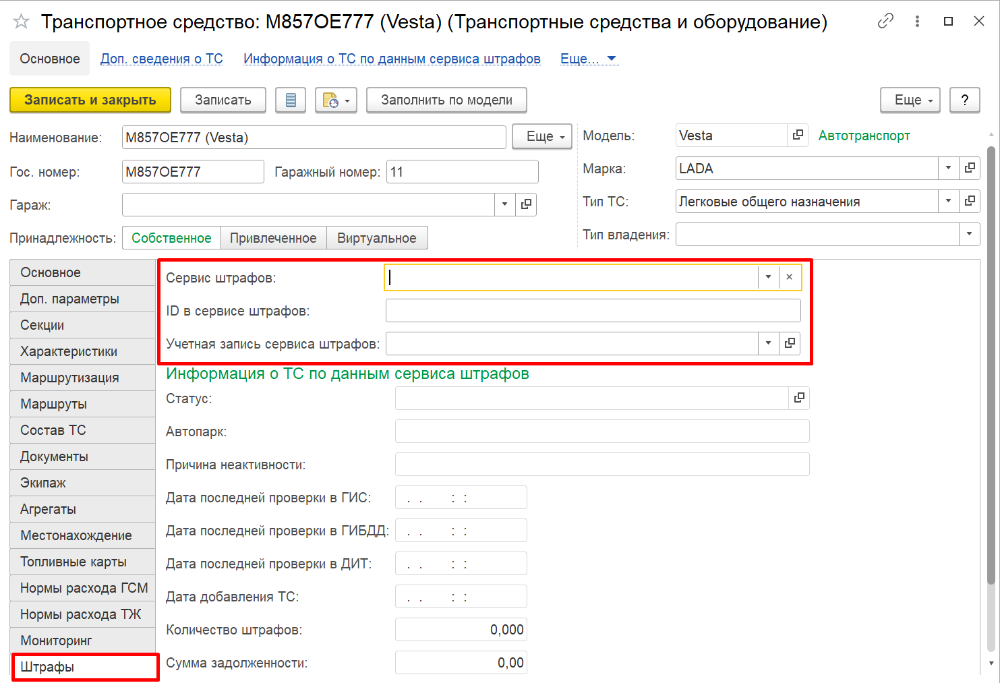 Транспортное средство: М857ОЕ777 (Vesta) (Транспортные средства и оборудование)
Основное Доп. сведения о ТС Информация о ТС по данным сервиса штрафов Еще...
Записать и закрыть Записать Заполнить по модели Еще ?
Наименование: М857ОЕ777 (Vesta) Еще Модель: Vesta Автотранспорт
Гос. номер: М857ОЕ777 Гаражный номер: 11 Марка: LADA
Гараж: Тип ТС: Легковые общего назначения
Принадлежность: Собственное Привлеченное Виртуальное Тип владения:
Основное
Доп. параметры
Секции
Характеристики
Маршрутизация
Маршруты
Состав ТС
Документы
Экипаж
Агрегаты
Местонахождение
Топливные карты
Нормы расхода ГСМ
Нормы расхода ТЖ
Мониторинг
Штрафы
Сервис штрафов:
ID в сервисе штрафов:
Учетная запись сервиса штрафов:
Информация о ТС по данным сервиса штрафов
Статус:
Автопарк:
Причина неактивности:
Дата последней проверки в ГИС: . . : :
Дата последней проверки в ГИБДД: . . : :
Дата последней проверки в ДИТ: . . : :
Дата добавления ТС: . . : :
Количество штрафов: 0,000
Сумма задолженности: 0,00